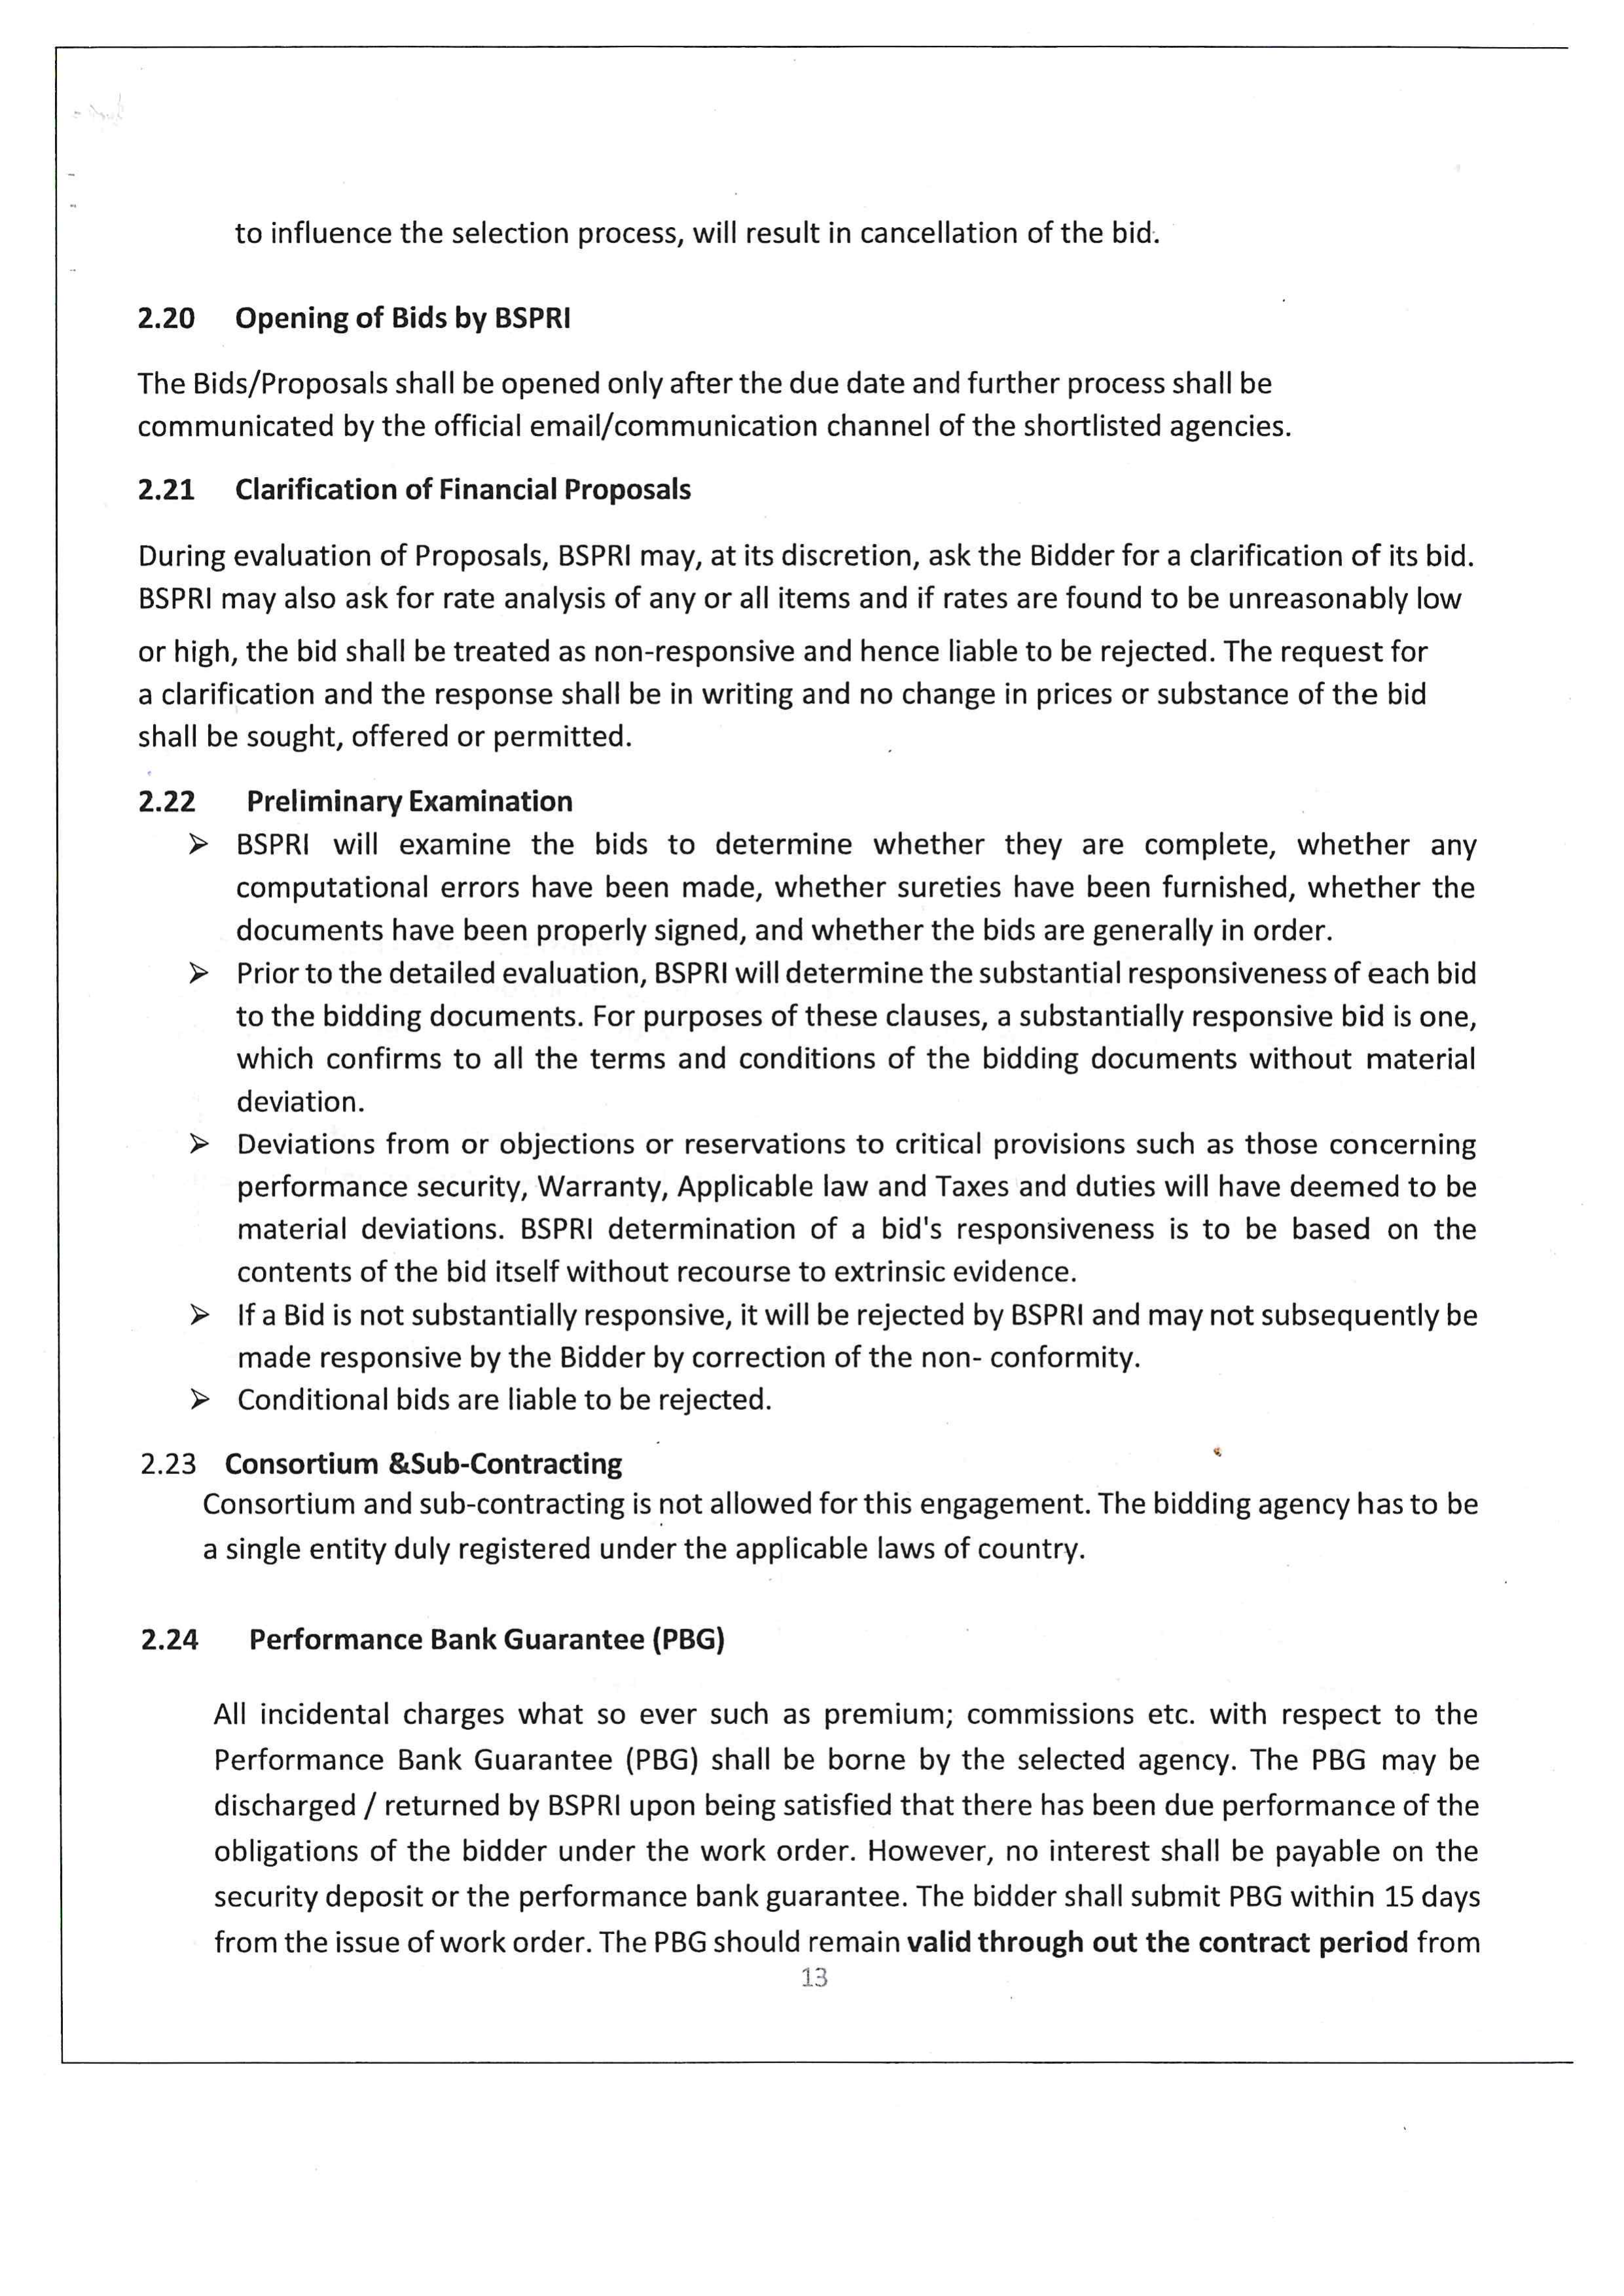 to influence the selection process, will result in cancellation of the bid.
2.20 Opening of Bids by BSPRI
The Bids/Proposals shall be opened only after the due date and further process shall be
communicated by the official email/communication channel of the shortlisted agencies.
2.21 Clarification of Financial Proposals
During evaluation of Proposals, BSPRI may, at its discretion, ask the Bidder for a clarification of its bid.
BSPRI may also ask for rate analysis of any or all items and if rates are found to be unreasonably low
or high, the bid shall be treated as non-responsive and hence liable to be rejected. The request for
a clarification and the response shall be in writing and no change in prices or substance of the bid
shall be sought, offered or permitted.
2.22 Preliminary Examination
➢ BSPRI will examine the bids to determine whether they are complete, whether any
computational errors have been made, whether sureties have been furnished, whether the
documents have been properly signed, and whether the bids are generally in order.
➢ Prior to the detailed evaluation, BSPRI will determine the substantial responsiveness of each bid
to the bidding documents. For purposes of these clauses, a substantially responsive bid is one,
which confirms to all the terms and conditions of the bidding documents without material
deviation.
➢ Deviations from or objections or reservations to critical provisions such as those concerning
performance security, Warranty, Applicable law and Taxes and duties will have deemed to be
material deviations. BSPRI determination of a bid's responsiveness is to be based on the
contents of the bid itself without recourse to extrinsic evidence.
➢ If a Bid is not substantially responsive, it will be rejected by BSPRI and may not subsequently be
made responsive by the Bidder by correction of the non- conformity.
➢ Conditional bids are liable to be rejected.
2.23 Consortium &Sub-Contracting
Consortium and sub-contracting is not allowed for this engagement. The bidding agency has to be
a single entity duly registered under the applicable laws of country.
2.24 Performance Bank Guarantee (PBG)
All incidental charges what so ever such as premium; commissions etc. with respect to the
Performance Bank Guarantee (PBG) shall be borne by the selected agency. The PBG may be
discharged / returned by BSPRI upon being satisfied that there has been due performance of the
obligations of the bidder under the work order. However, no interest shall be payable on the
security deposit or the performance bank guarantee. The bidder shall submit PBG within 15 days
from the issue of work order. The PBG should remain valid through out the contract period from
13